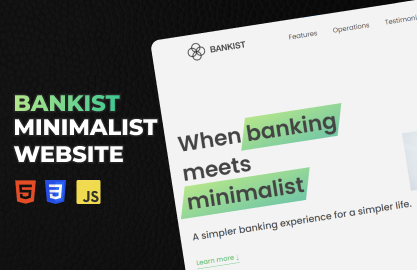 BANKIST
MINIMALIST
WEBSITE
JS
BANKIST
Features
Operations
When banking
meets
minimalist
A simpler banking experience for a simpler life.
Learn more ↓